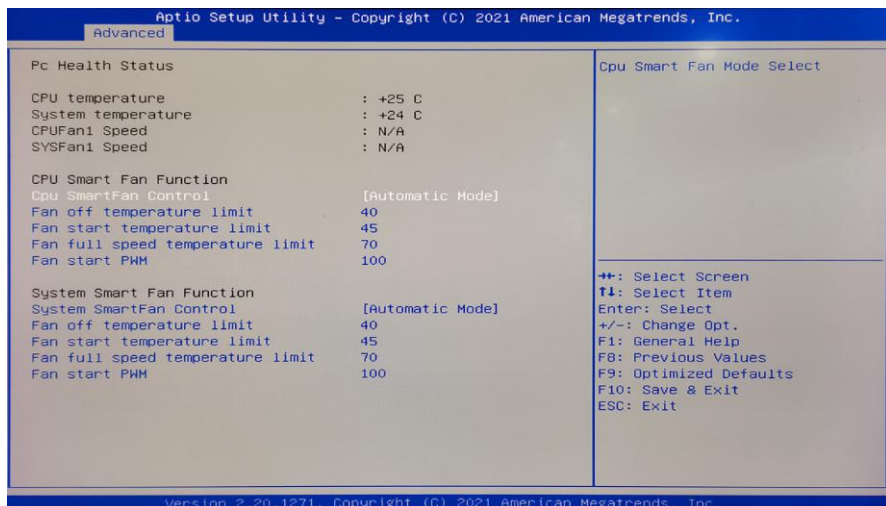 Aptio Setup Utility – Copyright (C) 2021 American Megatrends, Inc.
Advanced
Pc Health Status
CPU temperature : +25 C
System temperature : +24 C
CPUFan1 Speed : N/A
SYSFan1 Speed : N/A
CPU Smart Fan Function
Cpu SmartFan Control [Automatic Mode]
Fan off temperature limit 40
Fan start temperature limit 45
Fan full speed temperature limit 70
Fan start PWM 100
System Smart Fan Function
System SmartFan Control [Automatic Mode]
Fan off temperature limit 40
Fan start temperature limit 45
Fan full speed temperature limit 70
Fan start PWM 100
Cpu Smart Fan Mode Select
→←: Select Screen
↑↓: Select Item
Enter: Select
+/-: Change Opt.
F1: General Help
F8: Previous Values
F9: Optimized Defaults
F10: Save & Exit
ESC: Exit
Version 2.20.1271. Copyright (C) 2021 American Megatrends, Inc.